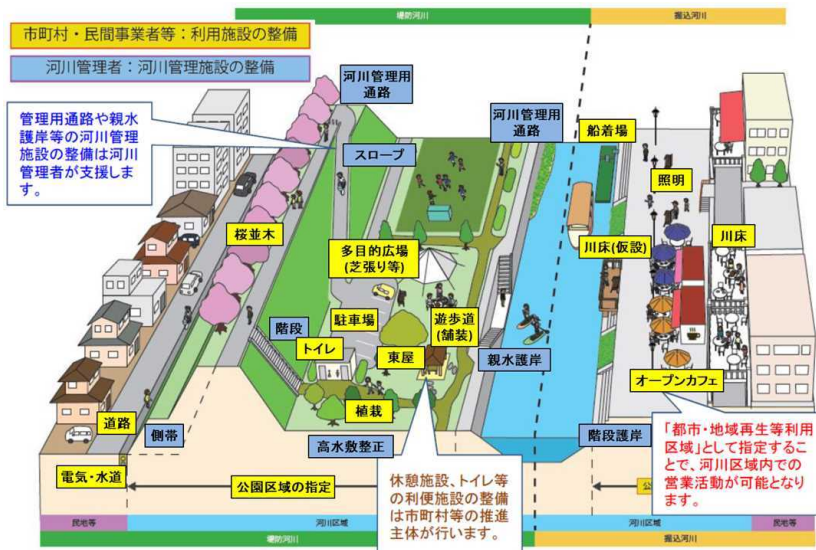 堤防河川
掘込河川
市町村・民間事業者等：利用施設の整備
河川管理者：河川管理施設の整備
河川管理用
通路
河川管理用
通路
船着場
管理用通路や親水
護岸等の河川管理
施設の整備は河川
管理者が支援しま
す。
スロープ
照明
桜並木
多目的広場
(芝張り等)
川床(仮設)
川床
駐車場
遊歩道
(舗装)
階段
トイレ
東屋
親水護岸
オープンカフェ
植栽
道路
側帯
高水敷整正
階段護岸
「都市・地域再生等利用
区域」として指定すること
で、河川区域内での
営業活動が可能となり
ます。
電気・水道
公園区域の指定
休憩施設、トイレ等
の利便施設の整備
は市町村等の推進
主体が行います。
民地等
河川区域
河川区域
民地等
堤防河川
掘込河川